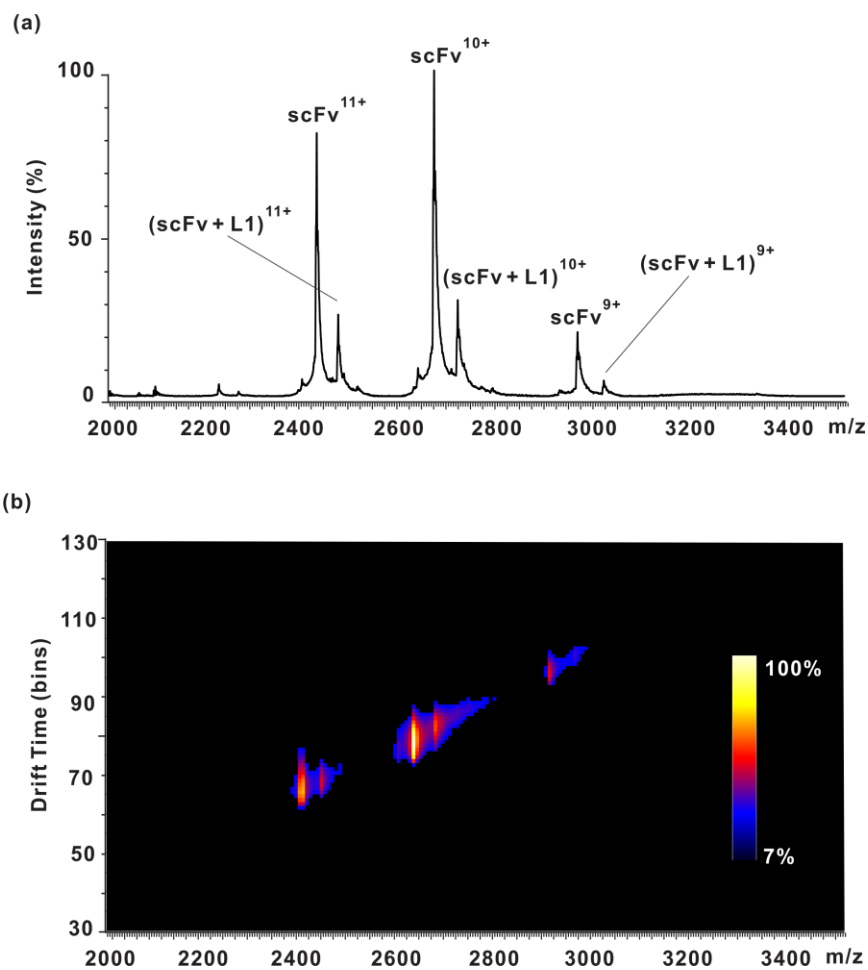 (a)
scFv10+
100
scFv11+
(scFv + L1)11+
(scFv + L1)9+
50
(scFv + L1)10+
scFv9+
Intensity (%)
0
2000 2200 2400 2600 2800 3000 3200 3400 m/z
(b)
130
110
100%
90
Drift Time (bins)
70
7%
50
30
2000 2200 2400 2600 2800 3000 3200 3400 m/z